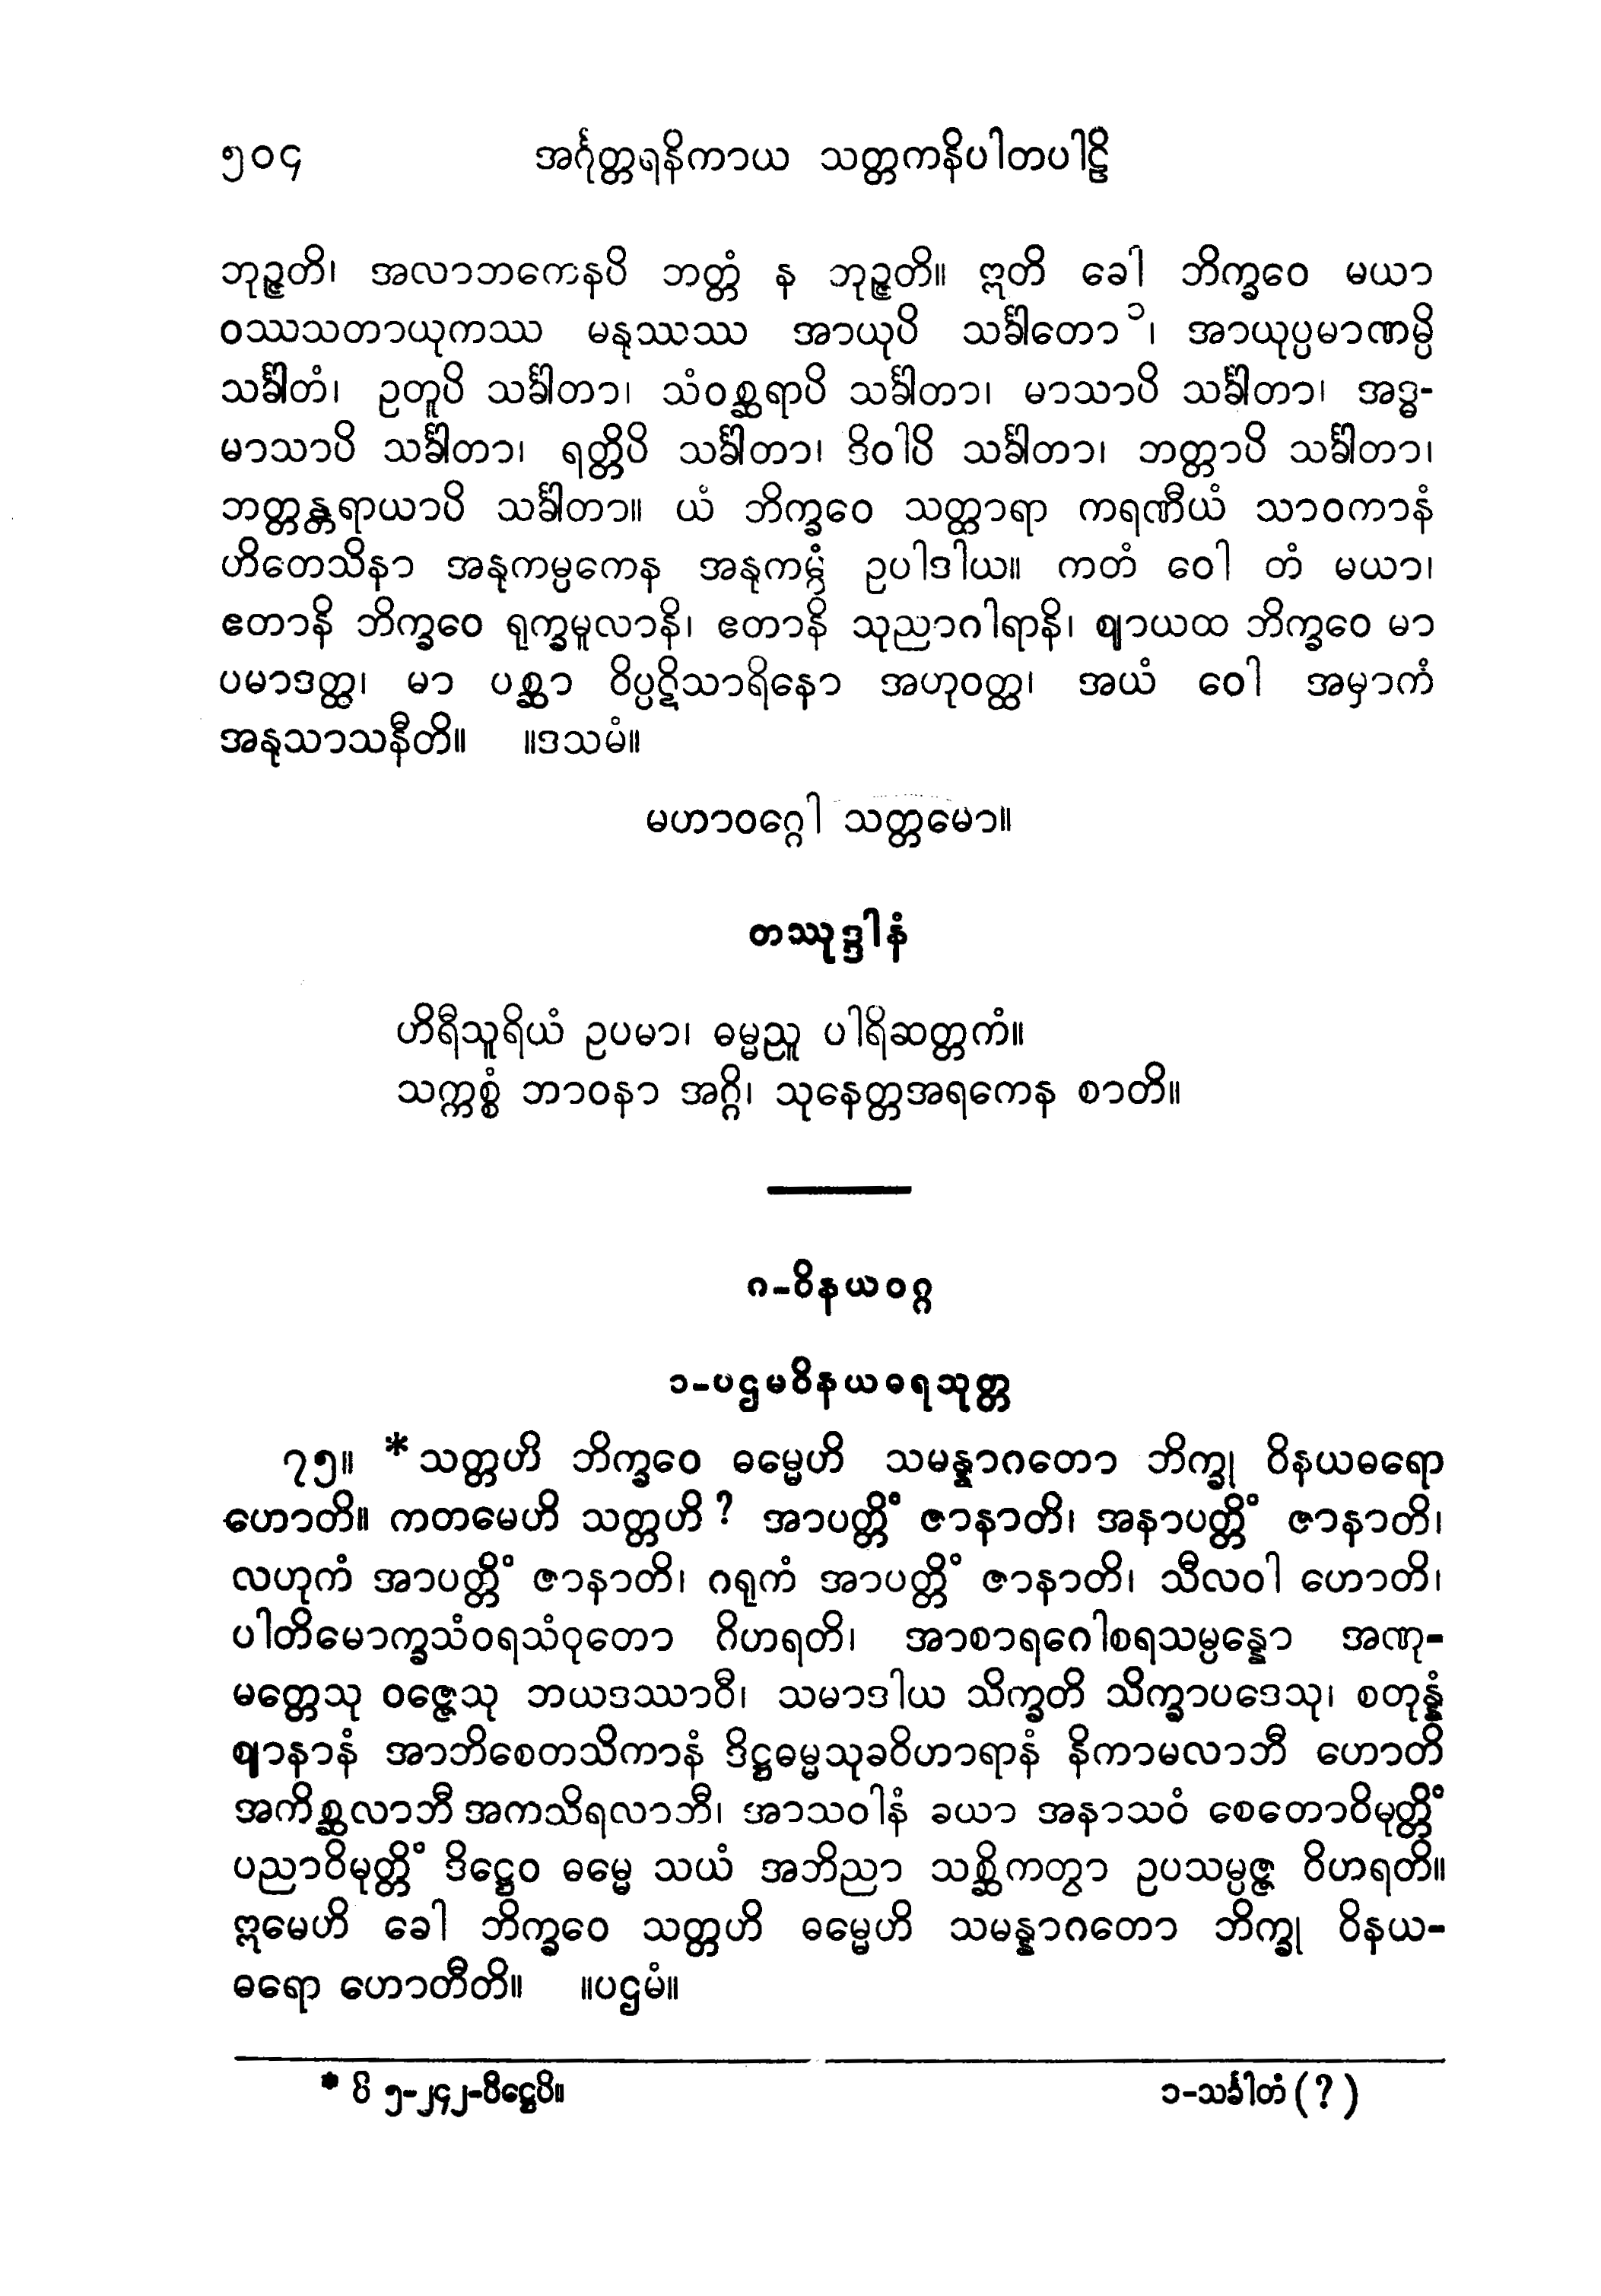 ၅၀၄ အင်္ဂုတ္တရနိကာယ သတ္တကနိပါတပါဠိ
ဘုဉ္ဇတိ၊ အလာဘကေနပိ ဘတ္တံ န ဘုဉ္ဇတိ။ ဣတိ ခေါ ဘိက္ခဝေ မယာ
ဝဿသတာယုကဿ မနုဿဿ အာယုပိ သင်္ခါတော ၁၊ အာယုပ္ပမာဏမ္ပိ
သင်္ခါတံ၊ ဥတူပိ သင်္ခါတာ၊ သံဝစ္ဆရာပိ သင်္ခါတာ၊ မာသာပိ သင်္ခါတာ၊ အဒ္ဓ-
မာသာပိ သင်္ခါတာ၊ ရတ္တိပိ သင်္ခါတာ၊ ဒိဝါပိ သင်္ခါတာ၊ ဘတ္တာပိ သင်္ခါတာ၊
ဘတ္တန္တရာယာပိ သင်္ခါတာ။ ယံ ဘိက္ခဝေ သတ္ထာရာ ကရဏီယံ သာဝကာနံ
ဟိတေသိနာ အနုကမ္ပကေန အနုကမ္ပံ ဥပါဒါယ။ ကတံ ဝေါ တံ မယာ၊
ဧတာနိ ဘိက္ခဝေ ရုက္ခမူလာနိ၊ ဧတာနိ သုညာဂါရာနိ၊ ဈာယထ ဘိက္ခဝေ မာ
ပမာဒတ္ထ၊ မာ ပစ္ဆာ ဝိပ္ပဋိသာရိနော အဟုဝတ္ထ၊ အယံ ဝေါ အမှာကံ
အနုသာသနီတိ။ ။ဒသမံ။
မဟာဝဂ္ဂေါ သတ္တမော။
တဿုဒ္ဒါနံ
ဟိရီသူရိယံ ဥပမာ၊ ဓမ္မညူ ပါရိဆတ္တကံ။
သက္ကစ္စံ ဘာဝနာ အဂ္ဂိ၊ သုနေတ္တအရကေန စာတိ။
ဂ-ဝိနယဝဂ္ဂ
၁-ပဌမဝိနယဓရသုတ္တ
၇၅။ * သတ္တဟိ ဘိက္ခဝေ ဓမ္မေဟိ သမန္နာဂတော ဘိက္ခု ဝိနယဓရော
ဟောတိ။ ကတမေဟိ သတ္တဟိ ? အာပတ္တိံ ဇာနာတိ၊ အနာပတ္တိံ ဇာနာတိ၊
လဟုကံ အာပတ္တိံ ဇာနာတိ၊ ဂရုကံ အာပတ္တိံ ဇာနာတိ၊ သီလဝါ ဟောတိ၊
ပါတိမောက္ခသံဝရသံဝုတော ဂိဟရတိ၊ အာစာရဂေါစရသမ္ပန္နော အဏု-
မတ္တေသု ဝဇ္ဇေသု ဘယဒဿာဝီ၊ သမာဒါယ သိက္ခတိ သိက္ခာပဒေသု၊ စတုန္နံ
ဈာနာနံ အာဘိစေတသိကာနံ ဒိဋ္ဌဓမ္မသုခဝိဟာရာနံ နိကာမလာဘီ ဟောတိ
အကိစ္ဆလာဘီ အကသိရလာဘီ၊ အာသဝါနံ ခယာ အနာသဝံ စေတောဝိမုတ္တိံ
ပညာဝိမုတ္တိံ ဒိဋ္ဌေဝ ဓမ္မေ သယံ အဘိညာ သစ္ဆိကတွာ ဥပသမ္ပဇ္ဇ ဝိဟရတိ။
ဣမေဟိ ခေါ ဘိက္ခဝေ သတ္တဟိ ဓမ္မေဟိ သမန္နာဂတော ဘိက္ခု ဝိနယ-
ဓရော ဟောတီတိ။ ။ပဌမံ။
* ဝိ ၅-၂၄၂-ပိဋ္ဌေပိ။ ၁-သင်္ခါတံ (?)